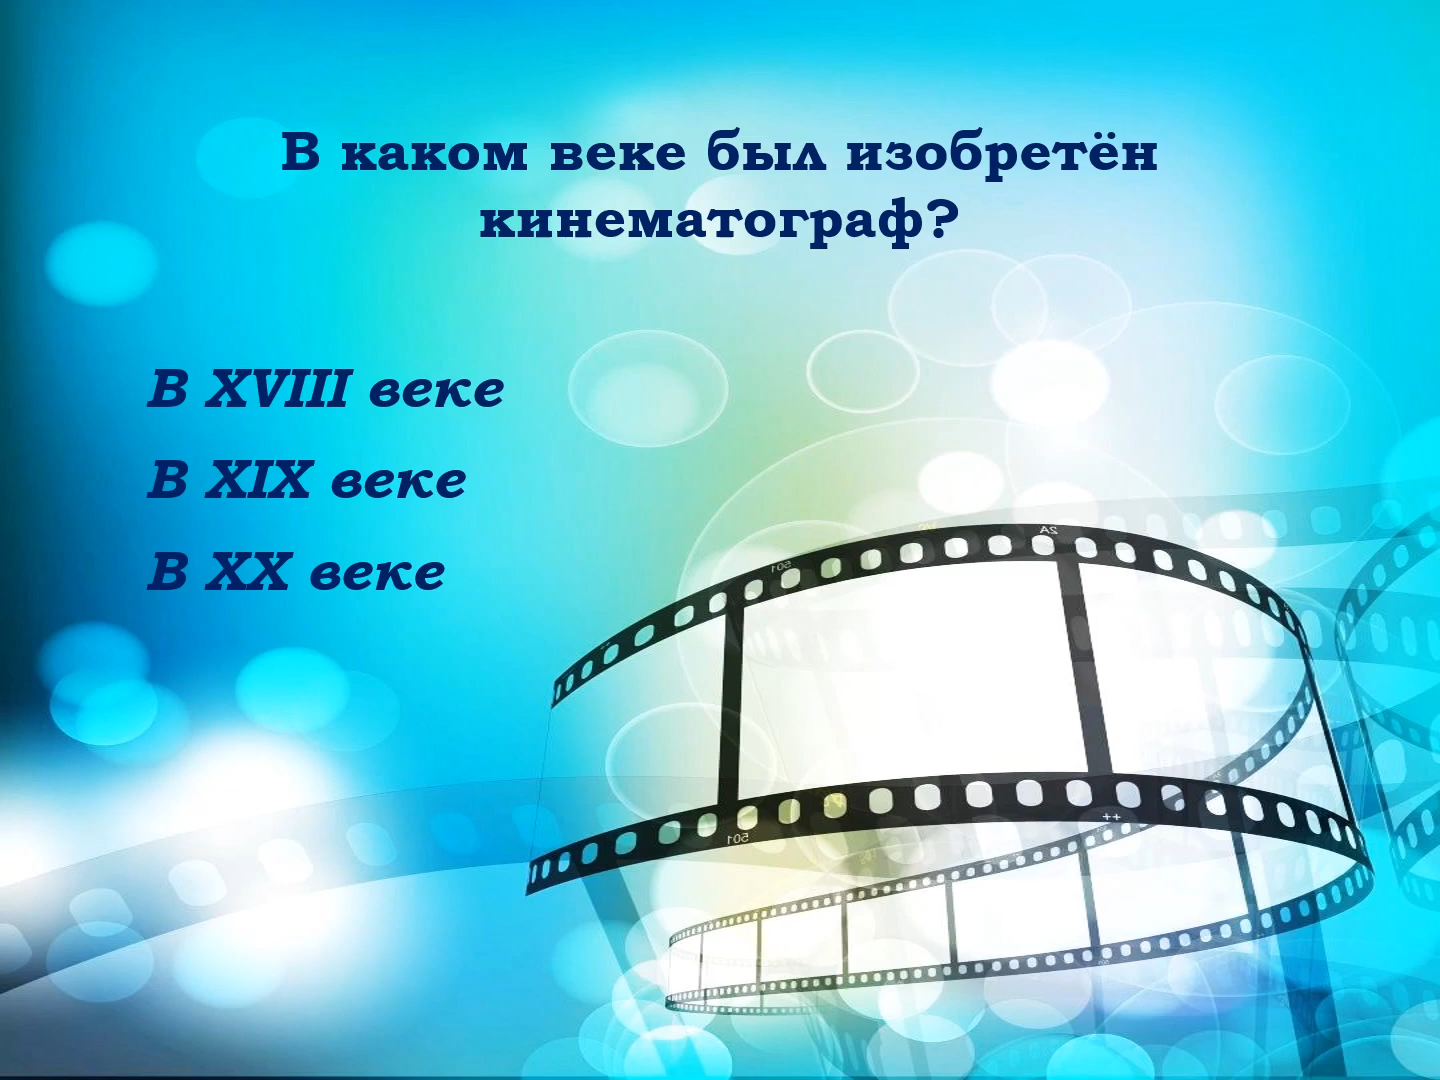 В каком веке был изобретён
кинематограф?
В XVIII веке
В XIX веке
В XX веке